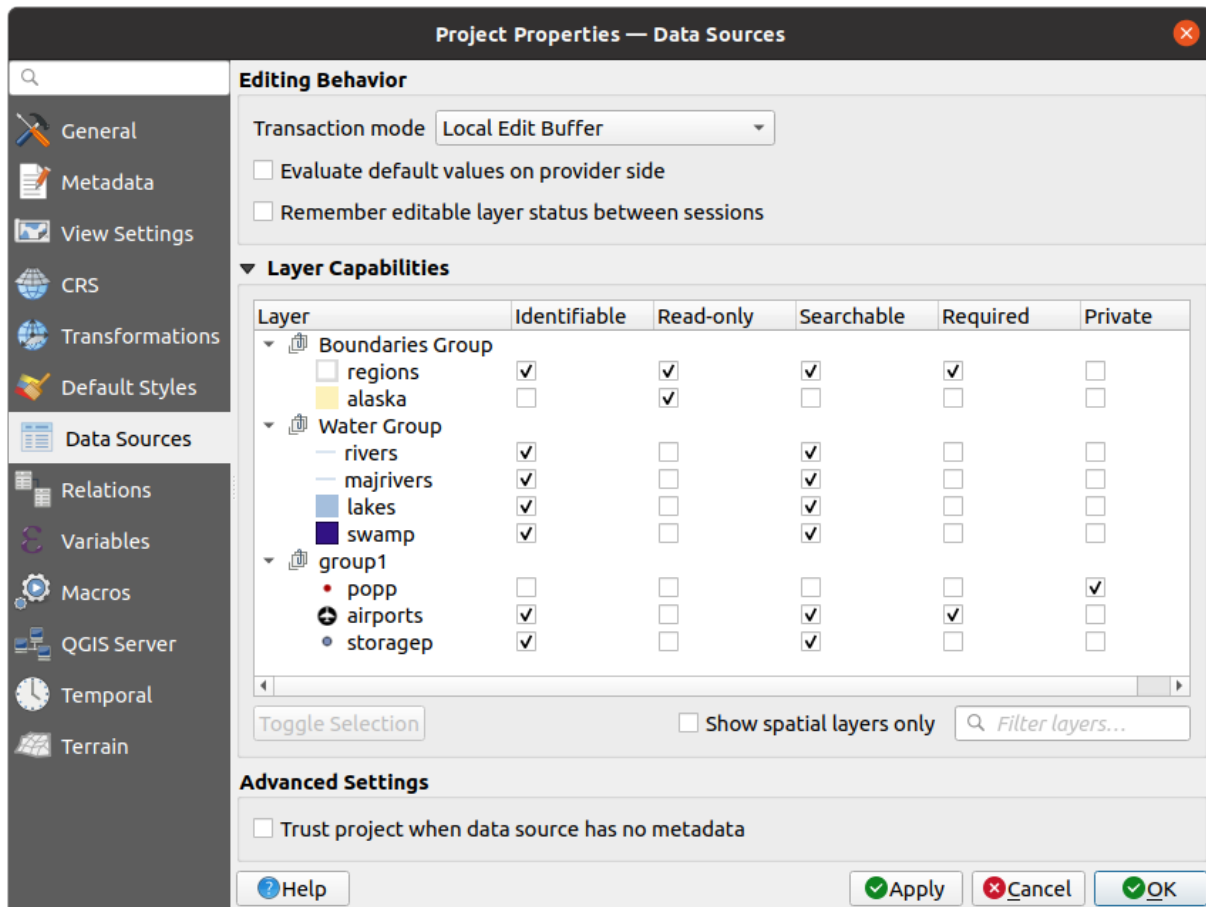 Project Properties — Data Sources
General
Metadata
View Settings
CRS
Transformations
Default Styles
Data Sources
Relations
Variables
Macros
QGIS Server
Temporal
Terrain
Editing Behavior
Transaction mode Local Edit Buffer
Evaluate default values on provider side
Remember editable layer status between sessions
Layer Capabilities
Layer Identifiable Read-only Searchable Required Private
Boundaries Group
regions
alaska
Water Group
rivers
majrivers
lakes
swamp
group1
popp
airports
storagep
Toggle Selection Show spatial layers only Filter layers...
Advanced Settings
Trust project when data source has no metadata
Help Apply Cancel OK